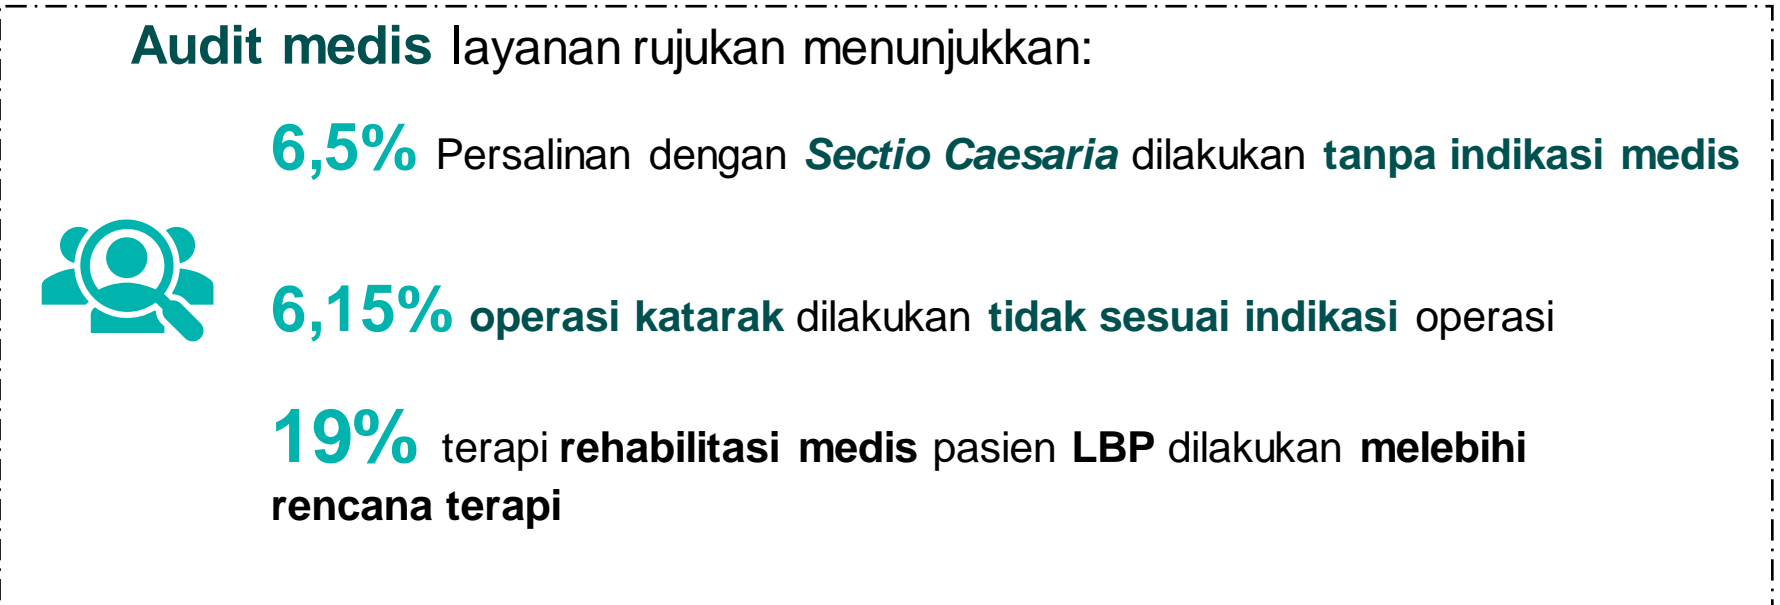 Audit medis layanan rujukan menunjukkan:
6,5% Persalinan dengan Sectio Caesaria dilakukan tanpa indikasi medis
6,15% operasi katarak dilakukan tidak sesuai indikasi operasi
19% terapi rehabilitasi medis pasien LBP dilakukan melebihi
rencana terapi